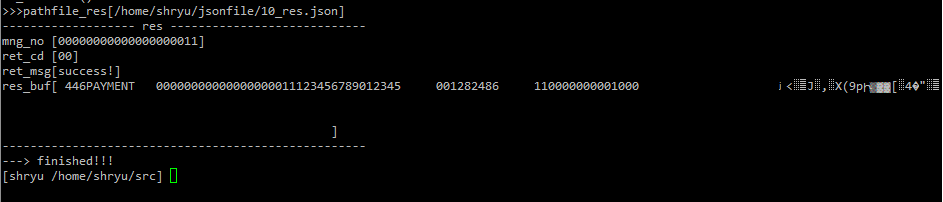 >>>pathfile_res[/home/shryu/jsonfile/10_res.json]
------------------- res ----------------------------
mng_no [00000000000000000011]
ret_cd [00]
ret_msg[success!]
res_buf[ 446PAYMENT   00000000000000000011123456789012345      001282486     110000000001000
]
----------------------------------------------------
---> finished!!!
[shryu /home/shryu/src]